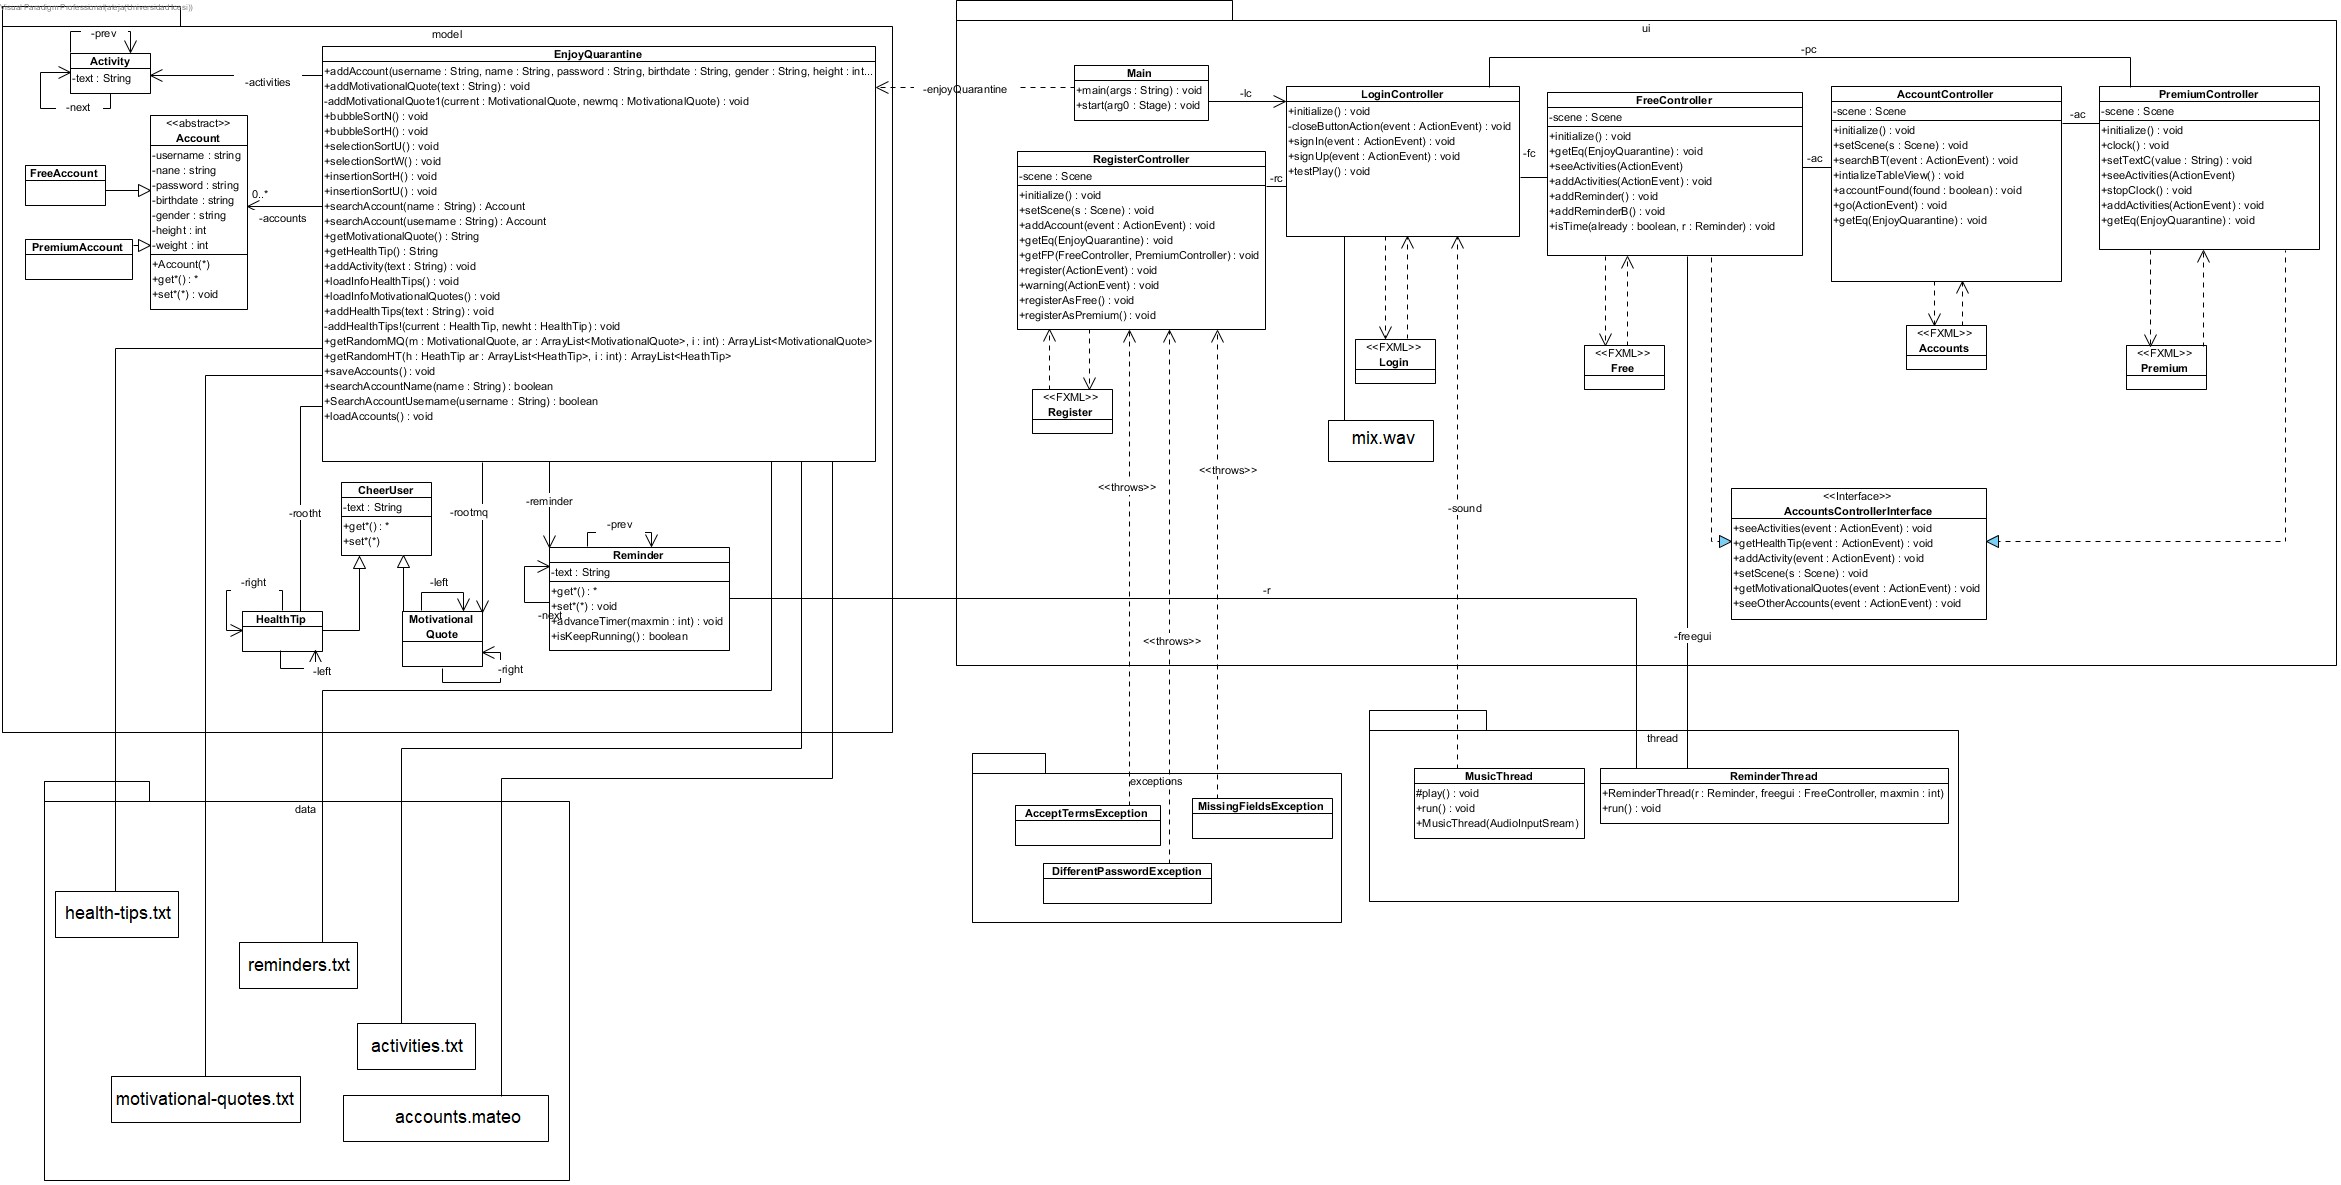 Visual Paradigm Professional(aleja(Universidad Icesi))
model
-prev
Activity
-text : String
-next
-activities
<<abstract>>
Account
-username : string
-nane : string
-password : string
-birthdate : string
-gender : string
-height : int
-weight : int
+Account(*)
+get*() : *
+set*(*) : void
FreeAccount
PremiumAccount
0..*
-accounts
EnjoyQuarantine
+addAccount(username : String, name : String, password : String, birthdate : String, gender : String, height : int...
+addMotivationalQuote(text : String) : void
-addMotivationalQuote1(current : MotivationalQuote, newmq : MotivationalQuote) : void
+bubbleSortN() : void
+bubbleSortH() : void
+selectionSortU() : void
+selectionSortW() : void
+insertionSortH() : void
+insertionSortU() : void
+searchAccount(name : String) : Account
+searchAccount(username : String) : Account
+getMotivationalQuote() : String
+getHealthTip() : String
+addActivity(text : String) : void
+loadInfoHealthTips() : void
+loadInfoMotivationalQuotes() : void
+addHealthTips(text : String) : void
-addHealthTips!(current : HealthTip, newht : HealthTip) : void
+getRandomMQ(m : MotivationalQuote, ar : ArrayList<MotivationalQuote>, i : int) : ArrayList<MotivationalQuote>
+getRandomHT(h : HeathTip ar : ArrayList<HeathTip>, i : int) : ArrayList<HeathTip>
+saveAccounts() : void
+searchAccountName(name : String) : boolean
+SearchAccountUsername(username : String) : boolean
+loadAccounts() : void
CheerUser
-text : String
+get*() : *
+set*(*)
-rootht
-rootmq
-reminder
-prev
Reminder
-text : String
+get*() : *
+set*(*) : void
+advanceTimer(maxmin : int) : void
+isKeepRunning() : boolean
-next
-right
HealthTip
-left
-left
Motivational
Quote
-right
data
health-tips.txt
reminders.txt
activities.txt
motivational-quotes.txt
accounts.mateo
ui
-enjoyQuarantine
Main
+main(args : String) : void
+start(arg0 : Stage) : void
-lc
-pc
LoginController
+initialize() : void
-closeButtonAction(event : ActionEvent) : void
+signIn(event : ActionEvent) : void
+signUp(event : ActionEvent) : void
+testPlay() : void
-rc
-fc
RegisterController
-scene : Scene
+initialize() : void
+setScene(s : Scene) : void
+addAccount(event : ActionEvent) : void
+getEq(EnjoyQuarantine) : void
+getFP(FreeController, PremiumController) : void
+register(ActionEvent) : void
+warning(ActionEvent) : void
+registerAsFree() : void
+registerAsPremium() : void
FreeController
-scene : Scene
+initialize() : void
+getEq(EnjoyQuarantine) : void
+seeActivities(ActionEvent)
+addActivities(ActionEvent) : void
+addReminder() : void
+addReminderB() : void
+isTime(already : boolean, r : Reminder) : void
-ac
AccountController
-scene : Scene
+initialize() : void
+setScene(s : Scene) : void
+searchBT(event : ActionEvent) : void
+intializeTableView() : void
+accountFound(found : boolean) : void
+go(ActionEvent) : void
+getEq(EnjoyQuarantine) : void
-ac
PremiumController
-scene : Scene
+initialize() : void
+clock() : void
+setTextC(value : String) : void
+seeActivities(ActionEvent)
+stopClock() : void
+addActivities(ActionEvent) : void
+getEq(EnjoyQuarantine) : void
<<FXML>>
Register
<<FXML>>
Login
<<FXML>>
Free
<<FXML>>
Accounts
<<FXML>>
Premium
mix.wav
<<throws>>
<<throws>>
<<throws>>
-sound
-r
-freegui
<<Interface>>
AccountsControllerInterface
+seeActivities(event : ActionEvent) : void
+getHealthTip(event : ActionEvent) : void
+addActivity(event : ActionEvent) : void
+setScene(s : Scene) : void
+getMotivationalQuotes(event : ActionEvent) : void
+seeOtherAccounts(event : ActionEvent) : void
exceptions
AcceptTermsException
MissingFieldsException
DifferentPasswordException
thread
MusicThread
#play() : void
+run() : void
+MusicThread(AudioInputSream)
ReminderThread
+ReminderThread(r : Reminder, freegui : FreeController, maxmin : int)
+run() : void